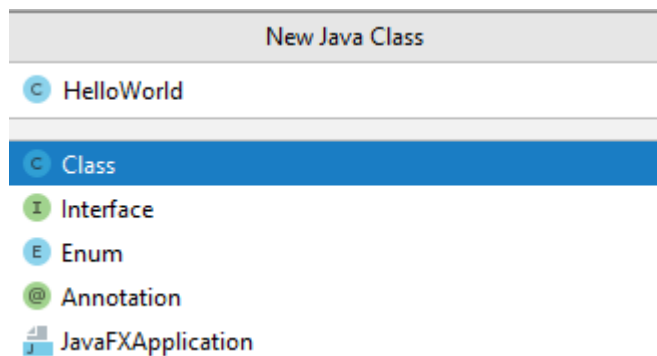 New Java Class
C HelloWorld
C Class
I Interface
E Enum
@ Annotation
J JavaFXApplication